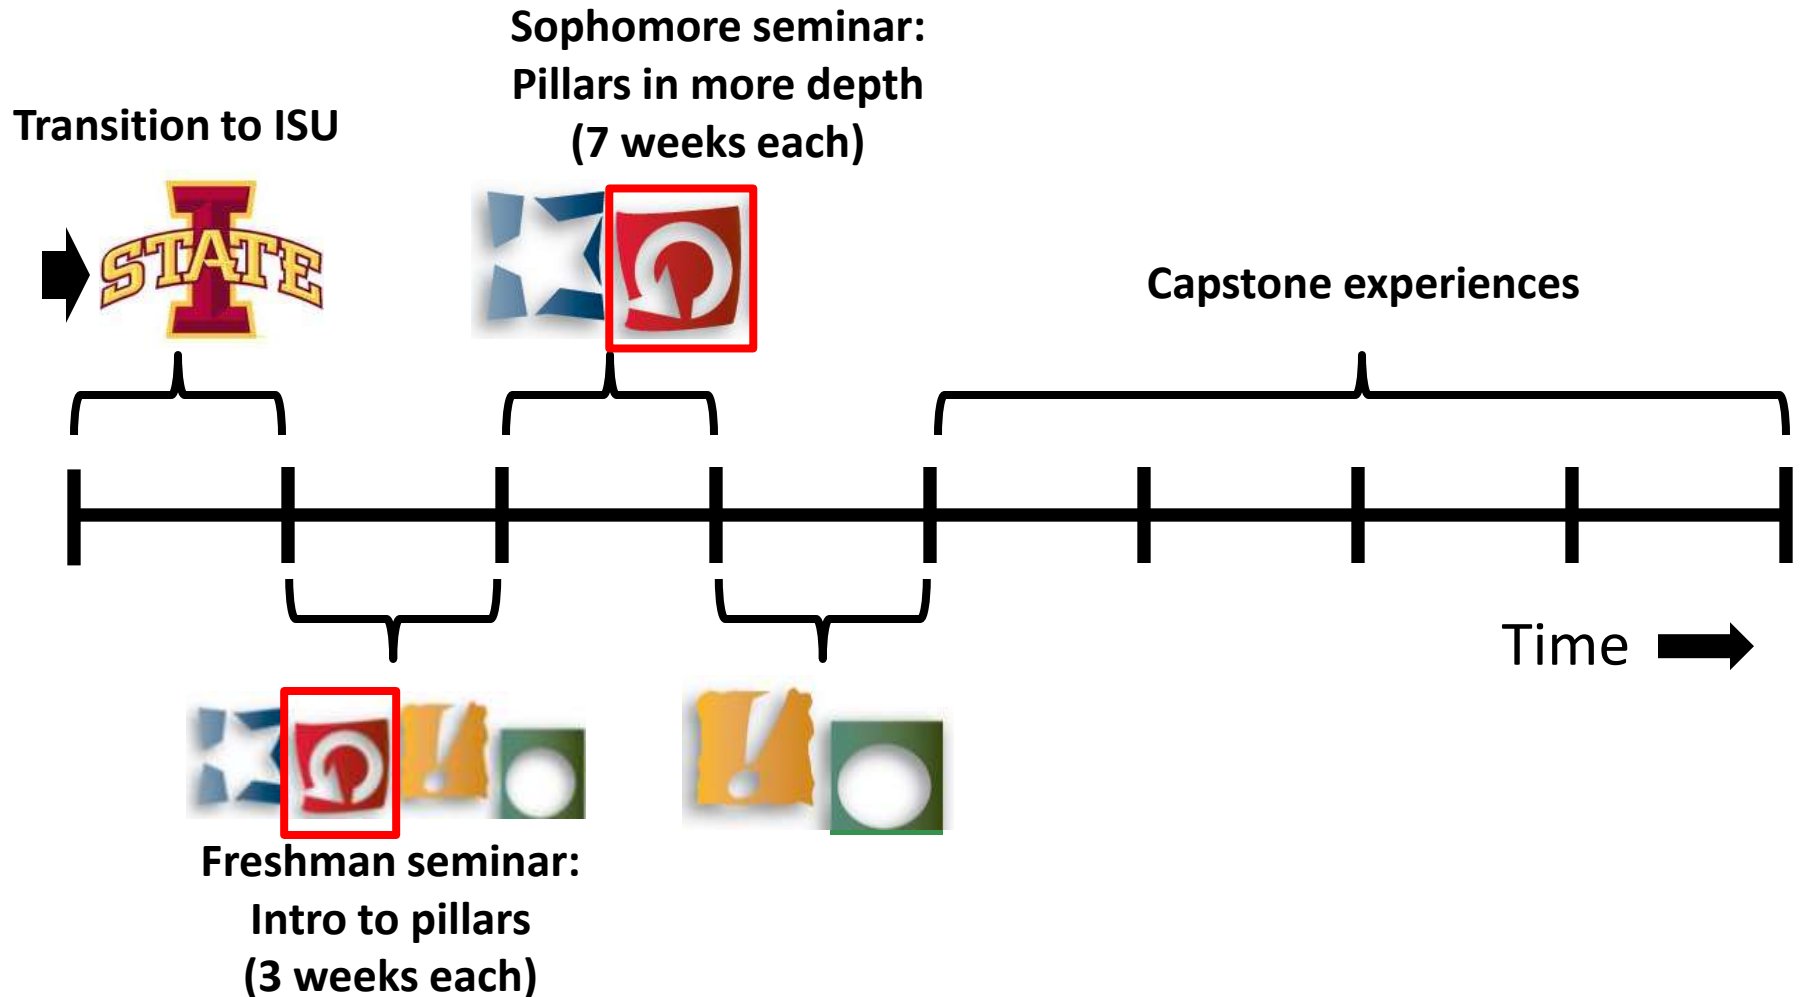 Sophomore seminar:
Pillars in more depth
(7 weeks each)
Transition to ISU
I
STATE
Capstone experiences
Time
Freshman seminar:
Intro to pillars
(3 weeks each)